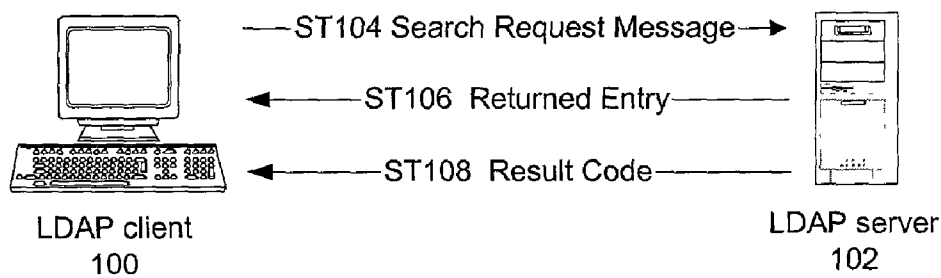 ST104 Search Request Message
ST106 Returned Entry
ST108 Result Code
LDAP client
100
LDAP server
102